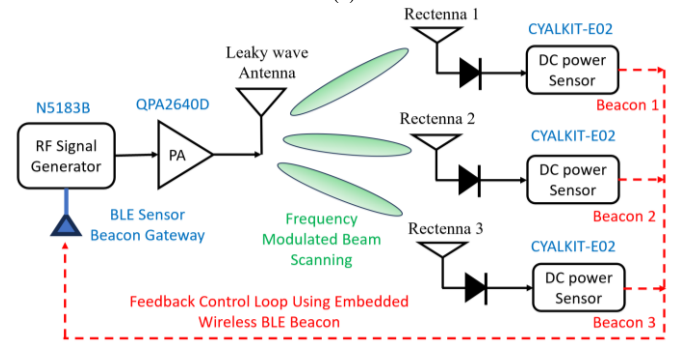 Rectenna 1
CYALKIT-E02
Leaky wave
Antenna
DC power
Sensor
N5183B
QPA2640D
Beacon 1
Rectenna 2
CYALKIT-E02
RF Signal
Generator
PA
DC power
Sensor
BLE Sensor
Beacon Gateway
Frequency
Modulated Beam
Scanning
Beacon 2
Rectenna 3
CYALKIT-E02
DC power
Sensor
Feedback Control Loop Using Embedded
Wireless BLE Beacon
Beacon 3